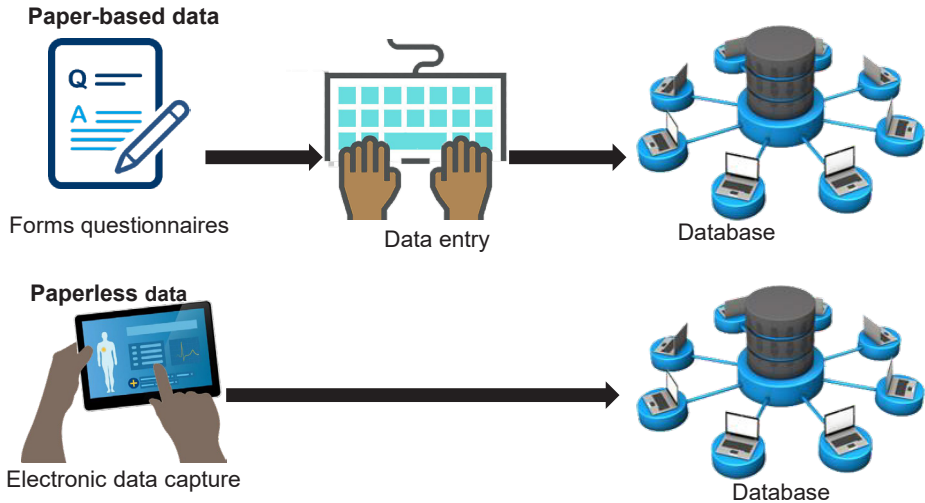 Paper-based data
Q
A
Forms questionnaires
Data entry
Database
Paperless data
Electronic data capture
Database